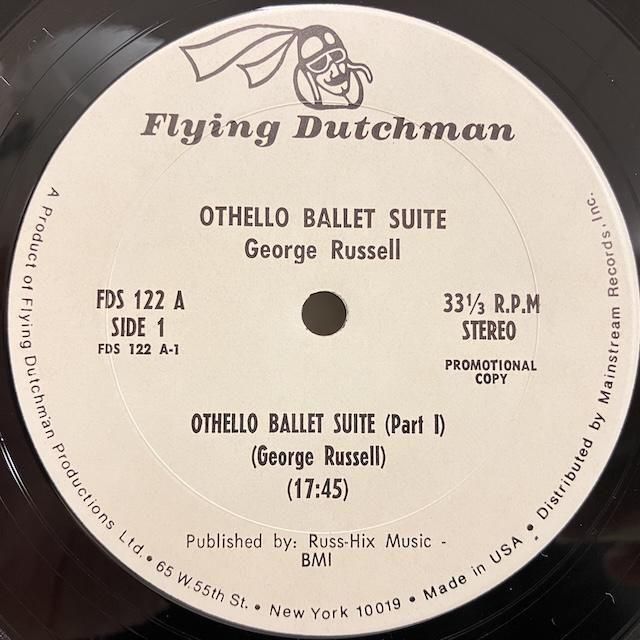 Flying Dutchman
OTHELLO BALLET SUITE
George Russell
FDS 122 A
SIDE 1
FDS 122 A-1
33⅓ R.P.M
STEREO
PROMOTIONAL
COPY
OTHELLO BALLET SUITE (Part I)
(George Russell)
(17:45)
Published by: Russ-Hix Music -
BMI
A Product of Flying Dutchman Productions Ltd. • 65 W. 55th St. • New York 10019 • Made in USA • Distributed by Mainstream Records, Inc.